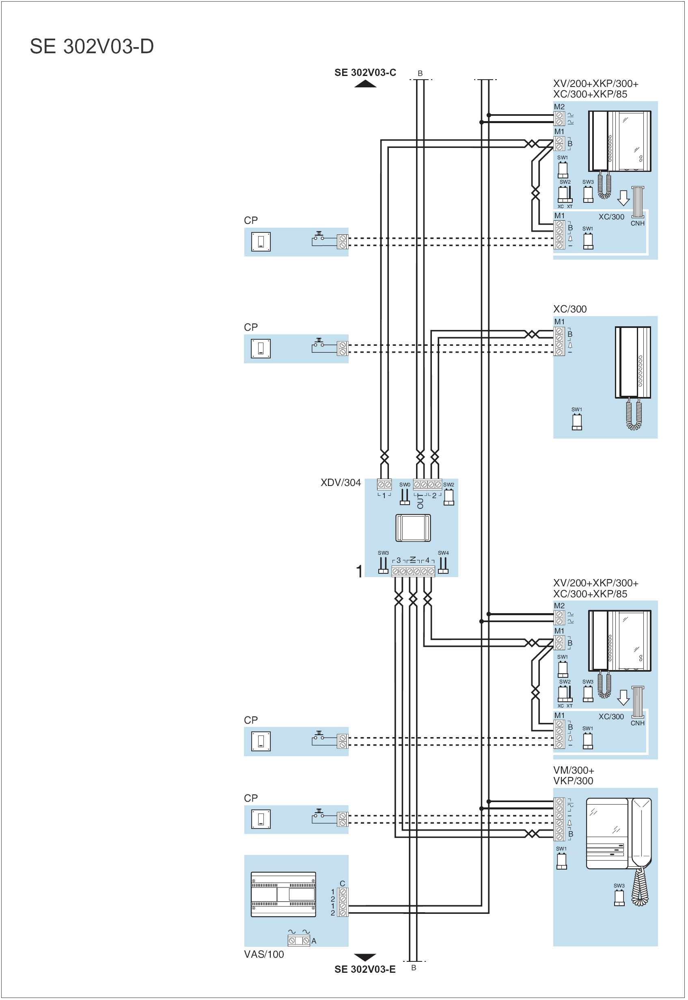 SE 302V03-D
SE 302V03-C
B
XV/200+XKP/300+
XC/300+XKP/85
M2
M1
B
SW1
SW2
SW3
XC XT
M1
XC/300
CNH
B
SW1
CP
XC/300
M1
B
SW1
CP
XDV/304
SW0
SW2
1
OUT
2
SW3
3
IN
4
SW4
1
XV/200+XKP/300+
XC/300+XKP/85
M2
M1
B
SW1
SW2
SW3
XC XT
M1
XC/300
CNH
B
SW1
CP
VM/300+
VKP/300
B
SW1
SW3
CP
C
1
2
1
2
A
VAS/100
SE 302V03-E
B